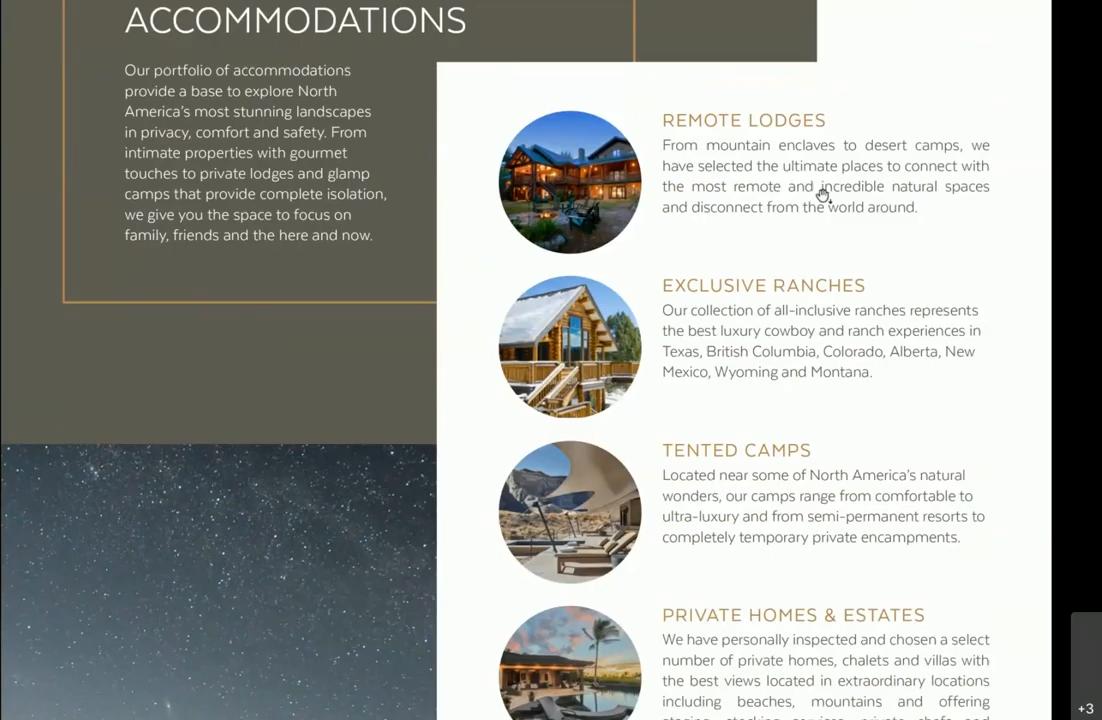 ACCOMMODATIONS
Our portfolio of accommodations
provide a base to explore North
America's most stunning landscapes
in privacy, comfort and safety. From
intimate properties with gourmet
touches to private lodges and glamp
camps that provide complete isolation,
we give you the space to focus on
family, friends and the here and now.
REMOTE LODGES
From mountain enclaves to desert camps, we
have selected the ultimate places to connect with
the most remote and incredible natural spaces
and disconnect from the world around.
EXCLUSIVE RANCHES
Our collection of all-inclusive ranches represents
the best luxury cowboy and ranch experiences in
Texas, British Columbia, Colorado, Alberta, New
Mexico, Wyoming and Montana.
TENTED CAMPS
Located near some of North America's natural
wonders, our camps range from comfortable to
ultra-luxury and from semi-permanent resorts to
completely temporary private encampments.
PRIVATE HOMES & ESTATES
We have personally inspected and chosen a select
number of private homes, chalets and villas with
the best views located in extraordinary locations
including beaches, mountains and offering
+3